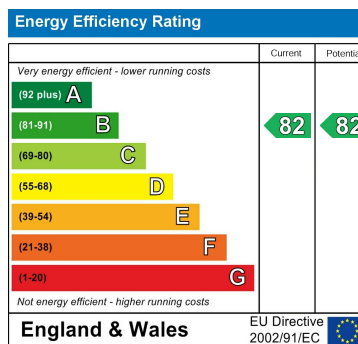 Energy Efficiency Rating
Current Potentia
Very energy efficient - lower running costs
(92 plus) A
(81-91) B 82 82
(69-80) C
(55-68) D
(39-54) E
(21-38) F
(1-20) G
Not energy efficient - higher running costs
England & Wales
EU Directive
2002/91/EC